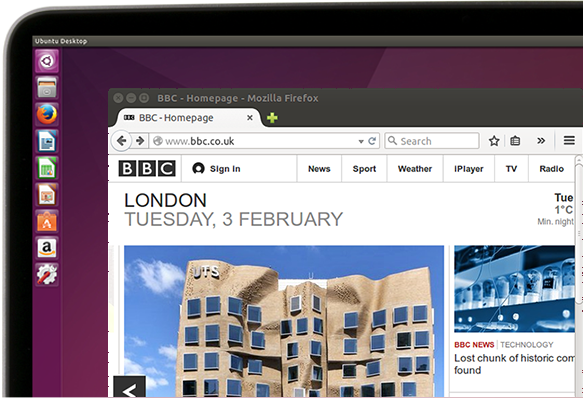 Ubuntu Desktop
BBC - Homepage - Mozilla Firefox
BBC - Homepage
www.bbc.co.uk
Search
BBC
Sign in
News
Sport
Weather
iPlayer
TV
Radio
LONDON
TUESDAY, 3 FEBRUARY
Tue
1°C
Min. night
UTS
BBC NEWS | TECHNOLOGY
Lost chunk of historic com
found